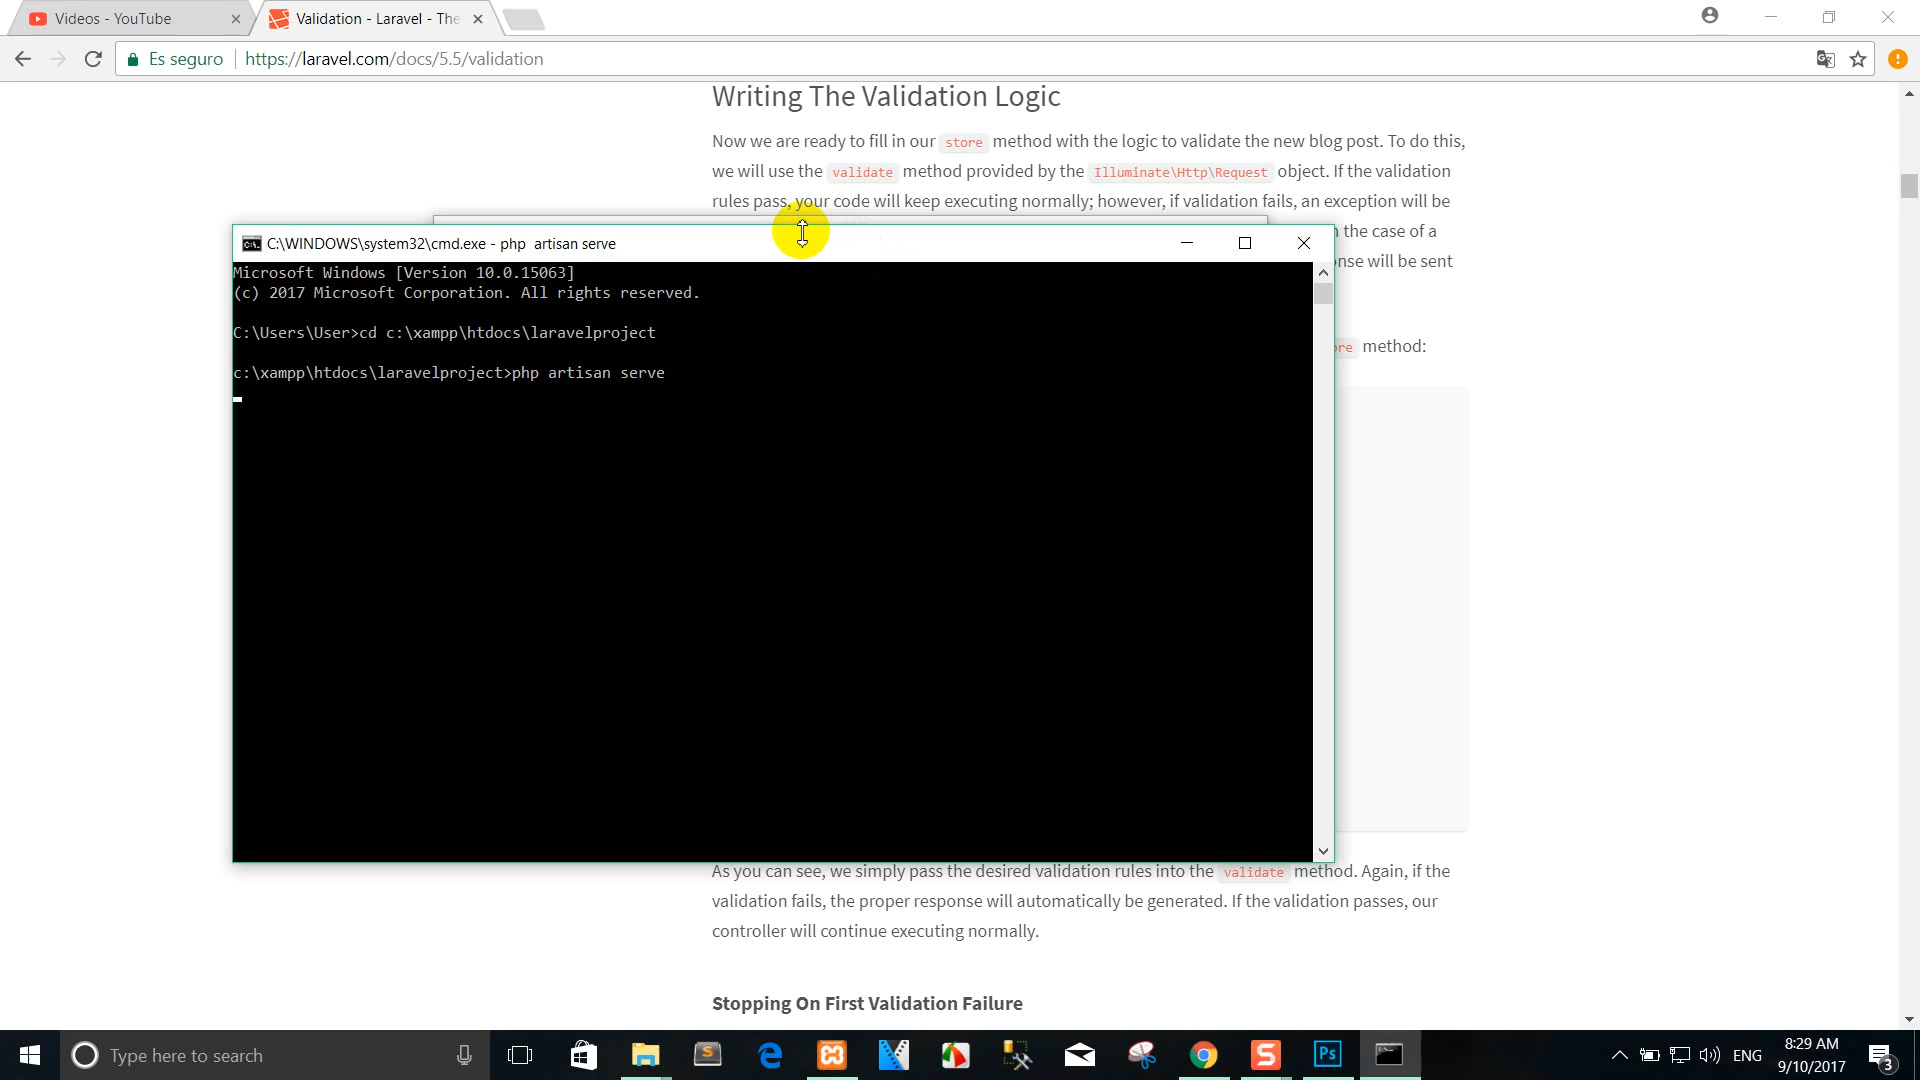 Videos - YouTube
Validation - Laravel - The
Es seguro
https://laravel.com/docs/5.5/validation
Writing The Validation Logic
Now we are ready to fill in our store method with the logic to validate the new blog post. To do this,
we will use the validate method provided by the Illuminate\Http\Request object. If the validation
rules pass, your code will keep executing normally; however, if validation fails, an exception will be
the case of a
nse will be sent
C:\WINDOWS\system32\cmd.exe - php  artisan serve
Microsoft Windows [Version 10.0.15063]
(c) 2017 Microsoft Corporation. All rights reserved.
C:\Users\User>cd c:\xampp\htdocs\laravelproject
method:
c:\xampp\htdocs\laravelproject>php artisan serve
As you can see, we simply pass the desired validation rules into the validate method. Again, if the
validation fails, the proper response will automatically be generated. If the validation passes, our
controller will continue executing normally.
Stopping On First Validation Failure
Type here to search
Ps
ENG
8:29 AM
9/10/2017
3